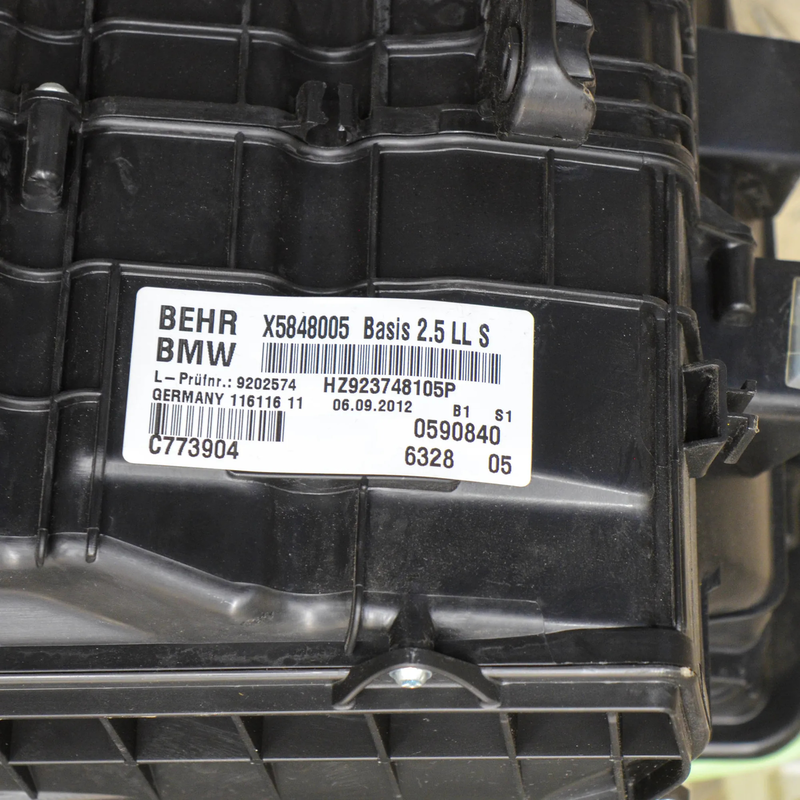 BEHR X5848005 Basis 2.5 LL S
BMW
L-Prüfnr.: 9202574 HZ923748105P
GERMANY 116116 11 06.09.2012 B1 S1
0590840
C773904 6328 05